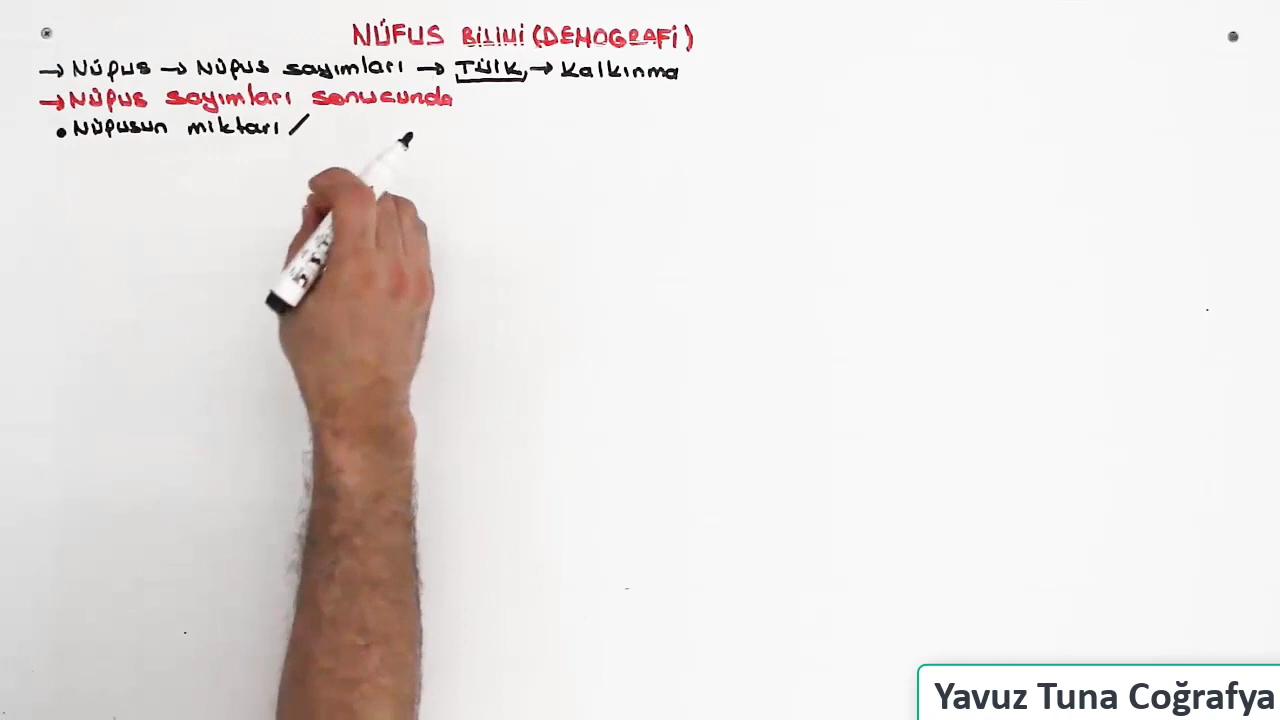 NÜFUS BİLİMİ (DEMOGRAFİ)
→ Nüfus → Nüfus sayımları → TÜİK → Kalkınma
→ Nüfus sayımları sonucunda
• Nüfusun miktarı /
Yavuz Tuna Coğrafya